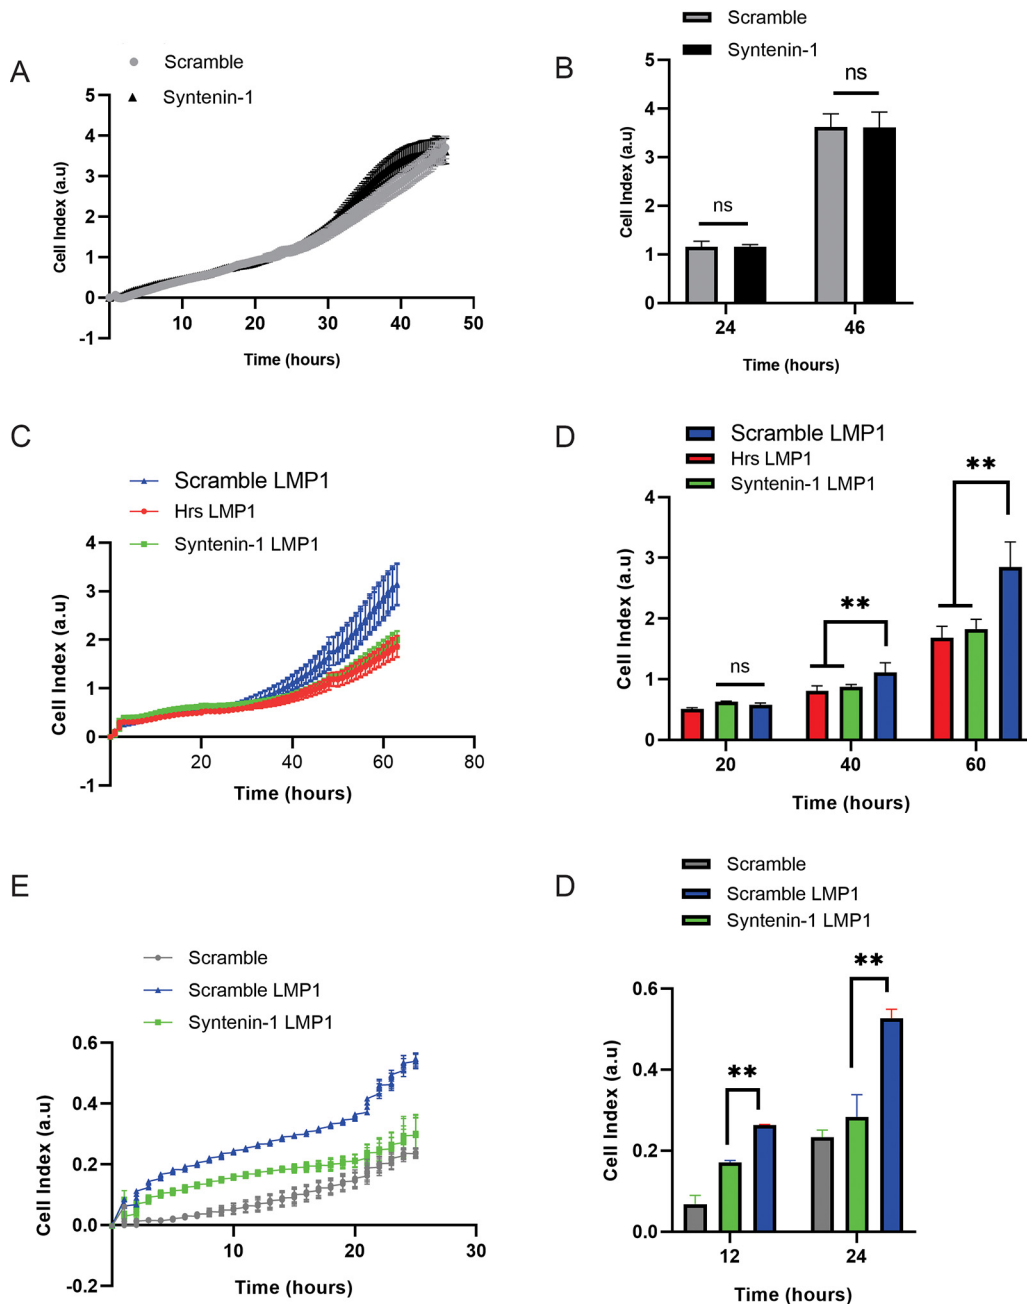 A
Scramble
Syntenin-1
5
4
3
2
1
0
-1
10
20
30
40
50
Cell Index (a.u)
Time (hours)
B
Scramble
Syntenin-1
5
4
3
2
1
0
ns
ns
24
46
Cell Index (a.u)
Time (hours)
C
Scramble LMP1
Hrs LMP1
Syntenin-1 LMP1
4
3
2
1
0
-1
20
40
60
80
Cell Index (a.u)
Time (hours)
D
Scramble LMP1
Hrs LMP1
Syntenin-1 LMP1
4
3
2
1
0
ns
**
**
20
40
60
Cell Index (a.u)
Time (hours)
E
Scramble
Scramble LMP1
Syntenin-1 LMP1
0.6
0.4
0.2
0.0
-0.2
10
20
30
Cell Index (a.u)
Time (hours)
D
Scramble
Scramble LMP1
Syntenin-1 LMP1
0.6
0.4
0.2
0.0
**
**
12
24
Cell Index (a.u)
Time (hours)